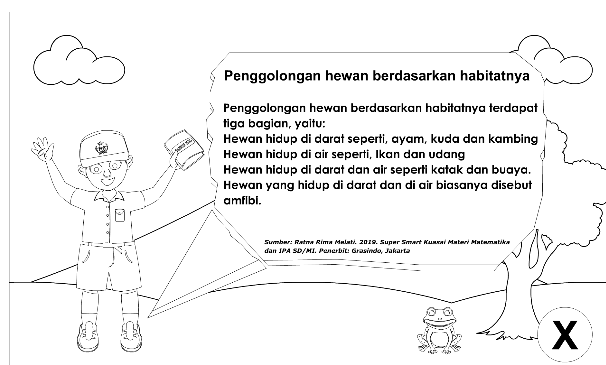 Penggolongan hewan berdasarkan habitatnya
Penggolongan hewan berdasarkan habitatnya terdapat
tiga bagian, yaitu:
Hewan hidup di darat seperti, ayam, kuda dan kambing
Hewan hidup di air seperti, Ikan dan udang
Hewan hidup di darat dan air seperti katak dan buaya.
Hewan yang hidup di darat dan di air biasanya disebut
amfibi.
Sumber: Ratna Rima Melati. 2019. Super Smart Kuasai Materi Matematika
dan IPA SD/MI. Penerbit: Grasindo, Jakarta
X